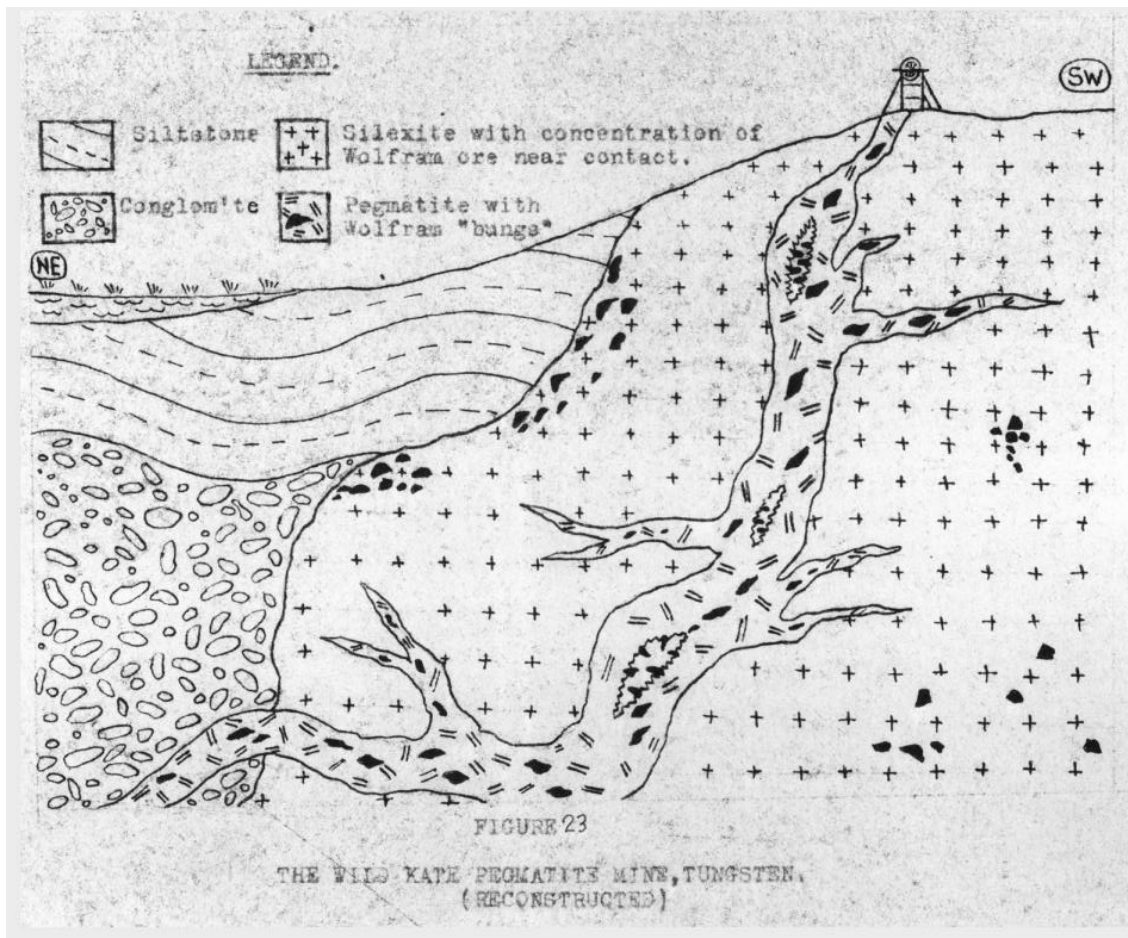 LEGEND.
SW
Siltstone
Silexite with concentration of
Wolfram ore near contact.
Conglom'te
Pegmatite with
Wolfram "bungs"
NE
FIGURE 23
THE WILD KATE PEGMATITE MINE, TUNGSTEN.
(RECONSTRUCTED)